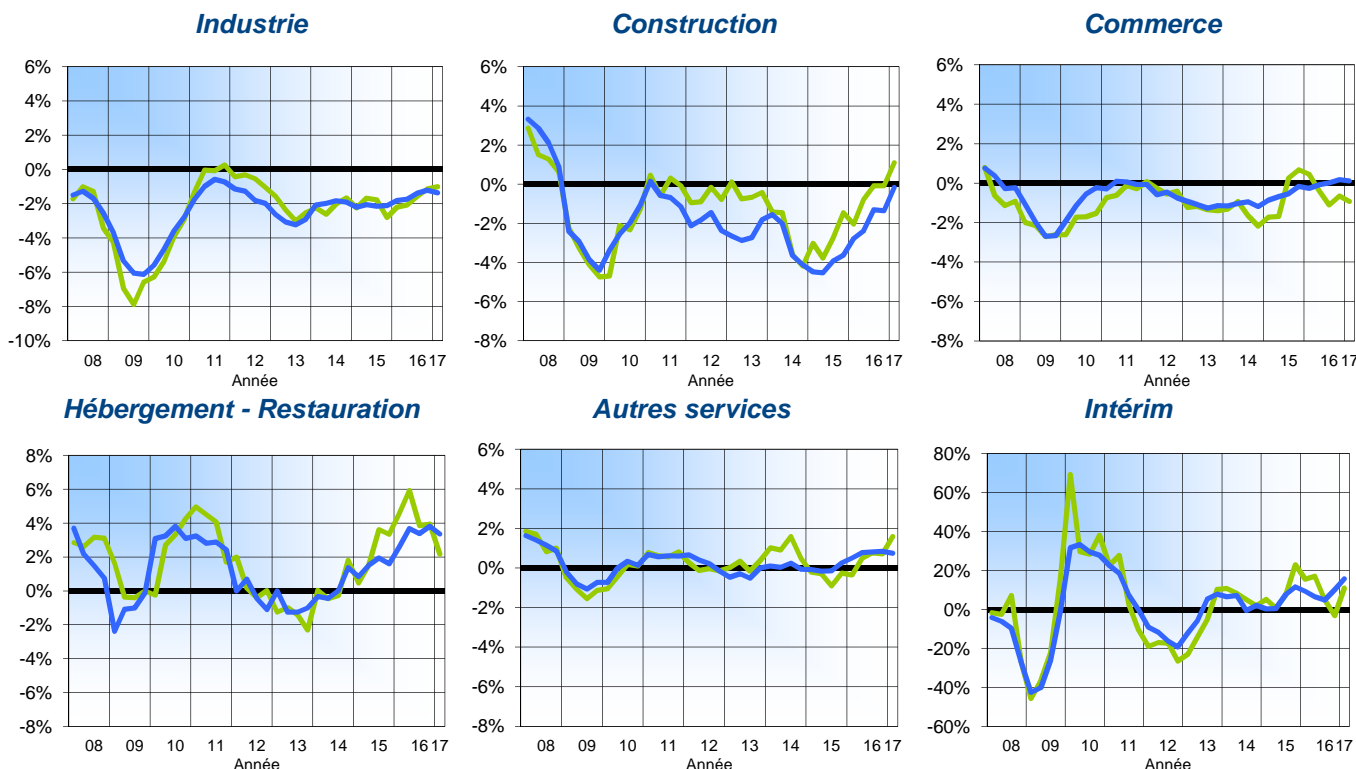 Industrie
6%
4%
2%
0%
-2%
-4%
-6%
-8%
-10%
08 09 10 11 12 13 14 15 16 17
Année
Construction
6%
4%
2%
0%
-2%
-4%
-6%
-8%
08 09 10 11 12 13 14 15 16 17
Année
Commerce
6%
4%
2%
0%
-2%
-4%
-6%
-8%
08 09 10 11 12 13 14 15 16 17
Année
Hébergement - Restauration
8%
6%
4%
2%
0%
-2%
-4%
-6%
-8%
08 09 10 11 12 13 14 15 16 17
Année
Autres services
6%
4%
2%
0%
-2%
-4%
-6%
-8%
08 09 10 11 12 13 14 15 16 17
Année
Intérim
80%
60%
40%
20%
0%
-20%
-40%
-60%
08 09 10 11 12 13 14 15 16 17
Année